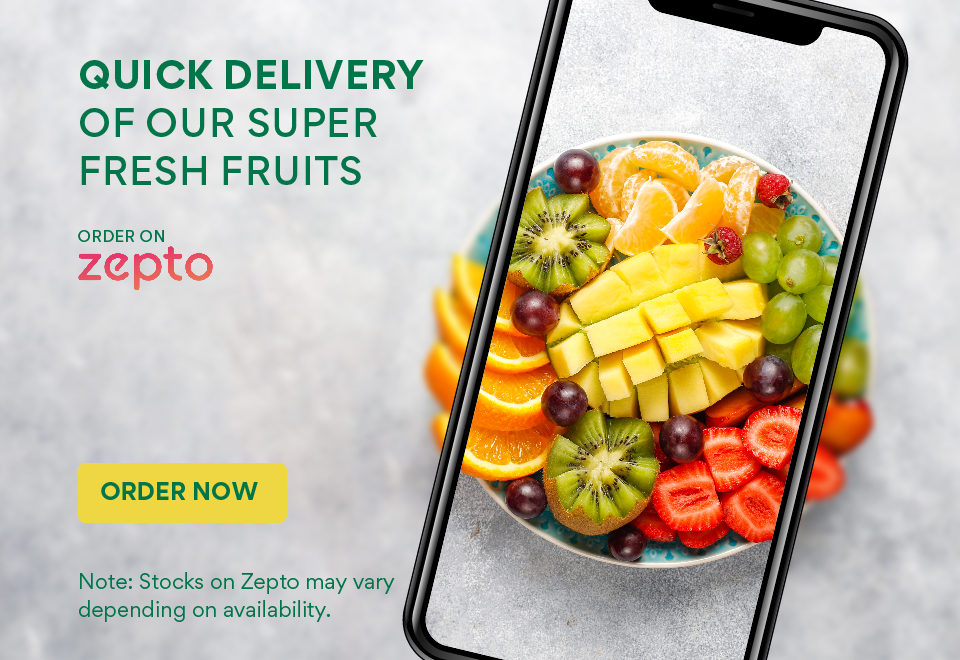 QUICK DELIVERY
OF OUR SUPER
FRESH FRUITS
ORDER ON
zepto
ORDER NOW
Note: Stocks on Zepto may vary
depending on availability.